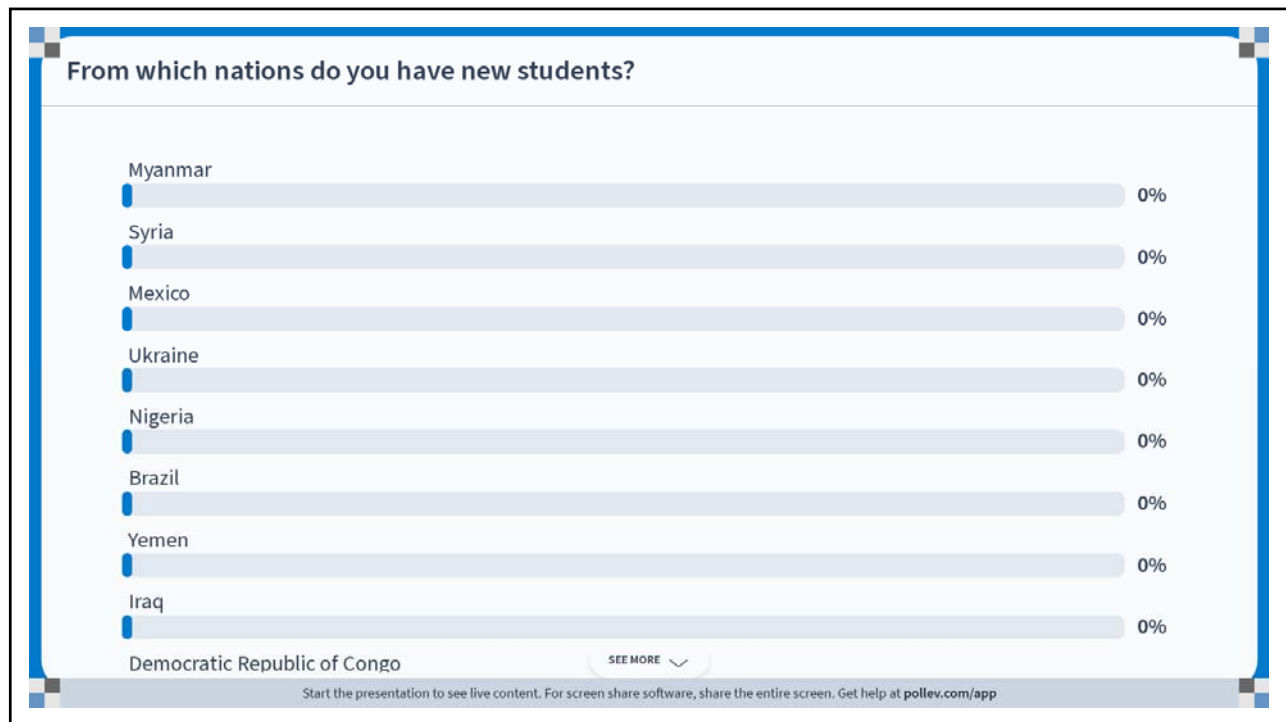 From which nations do you have new students?
Myanmar
0%
Syria
0%
Mexico
0%
Ukraine
0%
Nigeria
0%
Brazil
0%
Yemen
0%
Iraq
0%
Democratic Republic of Congo
SEE MORE
Start the presentation to see live content. For screen share software, share the entire screen. Get help at pollev.com/app